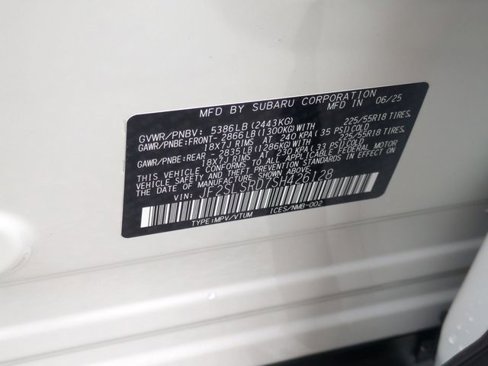 MFD BY SUBARU CORPORATION
MFD IN 06/25
GVWR/PNBV: 5386LB(2443KG)
GAWR/PNBE:FRONT-2866LB(1300KG)WITH 225/55R18 TIRES,
18X7J RIMS AT 240 KPA(35 PSI)COLD
GAWR/PNBE:REAR -2835LB(1286KG)WITH 225/55R18 TIRES,
18X7J RIMS AT 230 KPA(33 PSI)COLD
THIS VEHICLE CONFORMS TO ALL APPLICABLE FEDERAL MOTOR
VEHICLE SAFETY STANDARDS IN EFFECT ON
THE DATE OF MANUFACTURE SHOWN ABOVE.
VIN:
TYPE:MPV/VTUM ICES/NMB-002